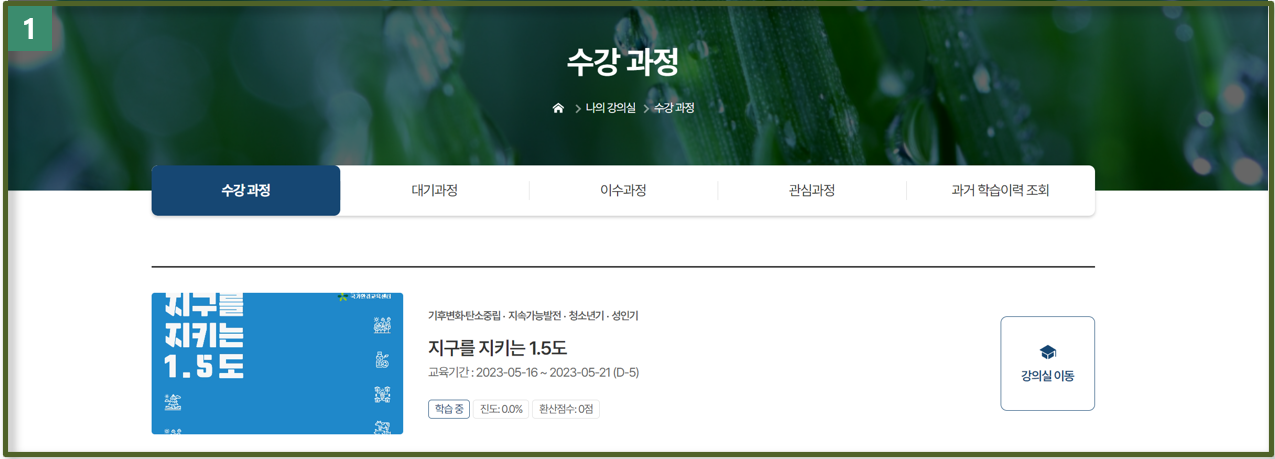 1
수강 과정
나의 강의실 수강 과정
수강 과정 대기과정 이수과정 관심과정 과거 학습이력 조회
지구를
지키는
1.5도
국가환경교육센터
기후변화·탄소중립 · 지속가능발전 · 청소년기 · 성인기
지구를 지키는 1.5도
교육기간 : 2023-05-16 ~ 2023-05-21 (D-5)
학습 중 진도: 0.0% 환산점수: 0점
강의실 이동